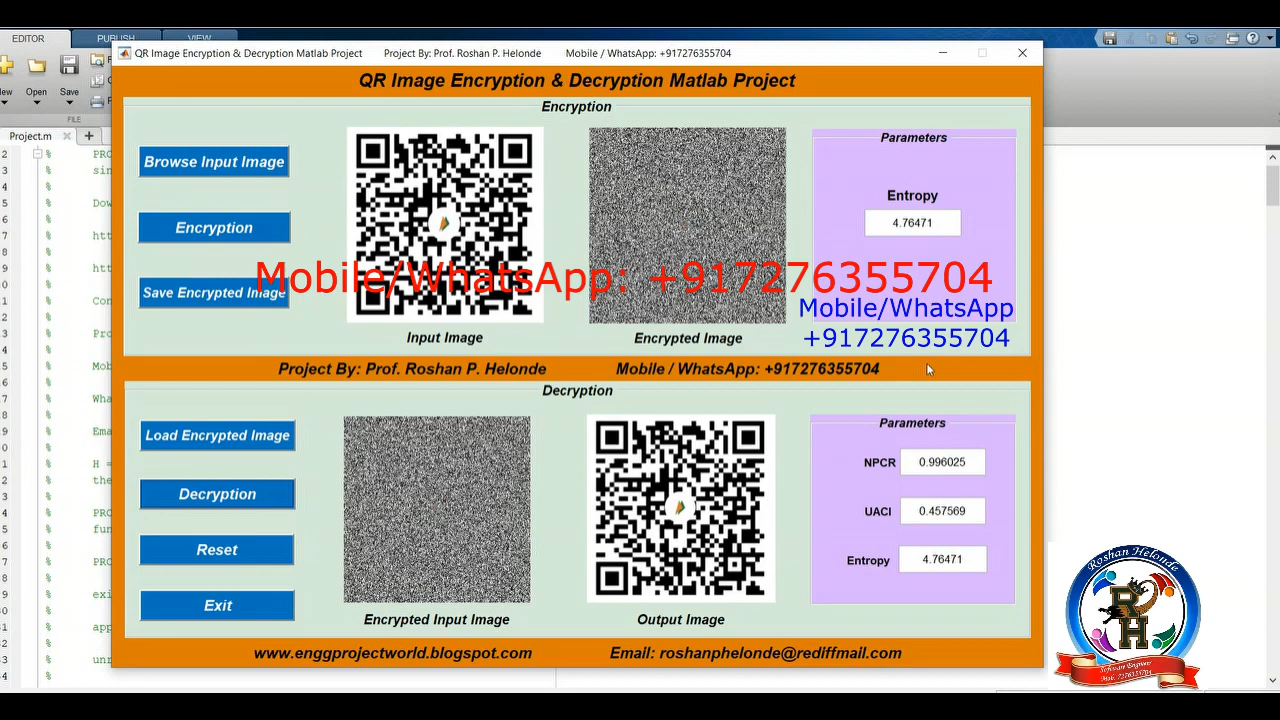 EDITOR PUBLISH VIEW
QR Image Encryption & Decryption Matlab Project Project By: Prof. Roshan P. Helonde Mobile / WhatsApp: +917276355704
Open Save
FILE
Project.m
QR Image Encryption & Decryption Matlab Project
Encryption
Browse Input Image
Encryption
Save Encrypted Image
Input Image
Encrypted Image
Parameters
Entropy
4.76471
Mobile/WhatsApp: +917276355704
Mobile/WhatsApp
+917276355704
Project By: Prof. Roshan P. Helonde Mobile / WhatsApp: +917276355704
Decryption
Load Encrypted Image
Decryption
Reset
Exit
Encrypted Input Image
Output Image
Parameters
NPCR 0.996025
UACI 0.457569
Entropy 4.76471
www.enggprojectworld.blogspot.com Email: roshanphelonde@rediffmail.com
Roshan Helonde
RH
Software Engineer
Mob. 7276355704